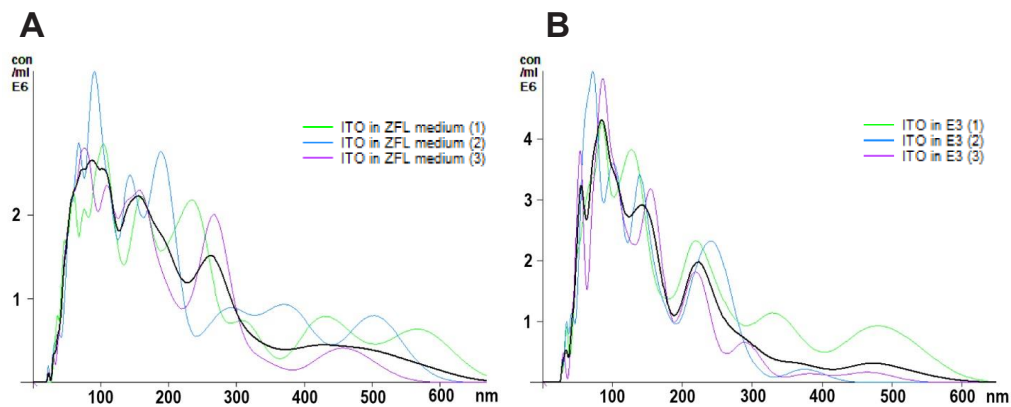 A
con
/ml
E6
ITO in ZFL medium (1)
ITO in ZFL medium (2)
ITO in ZFL medium (3)
2
1
100 200 300 400 500 600 nm
B
con
/ml
E6
ITO in E3 (1)
ITO in E3 (2)
ITO in E3 (3)
4
3
2
1
100 200 300 400 500 600 nm